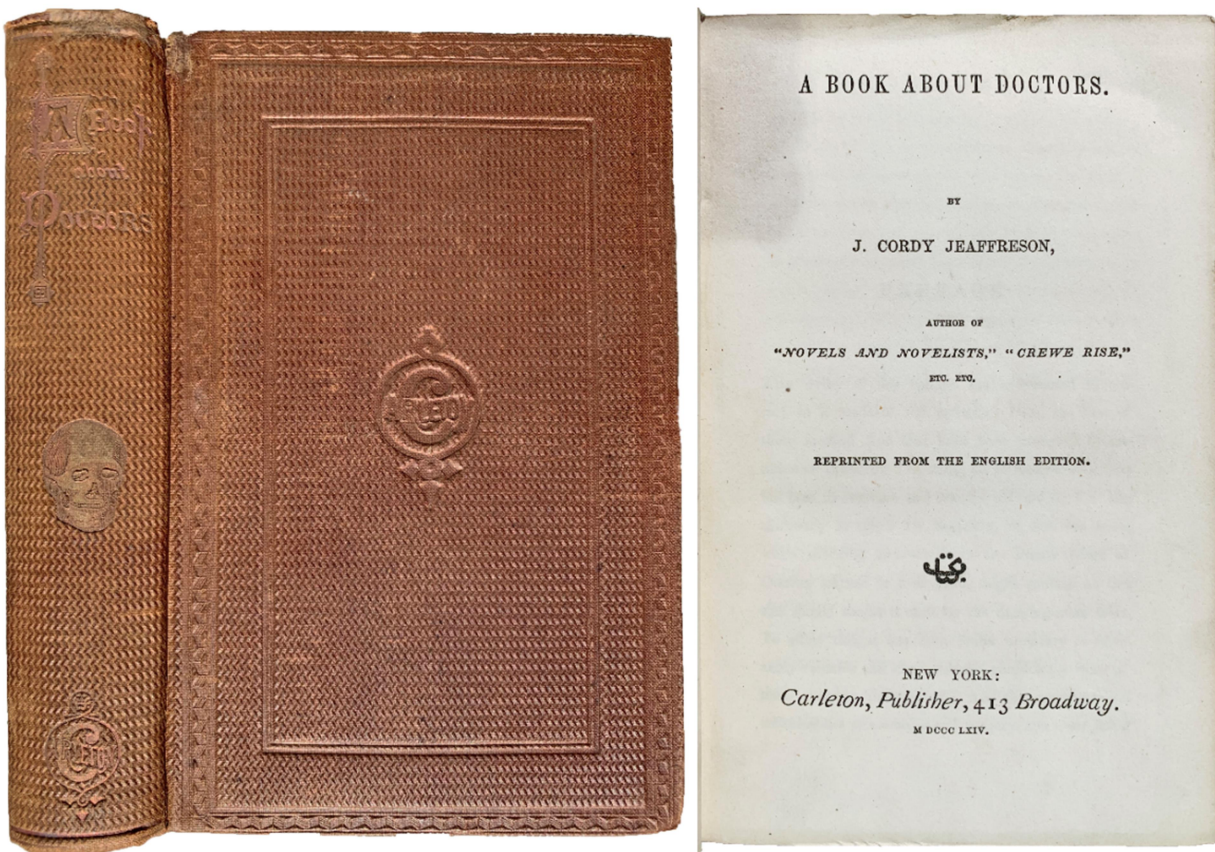 A Book
about
Doctors
A BOOK ABOUT DOCTORS.
BY
J. CORDY JEAFFRESON,
AUTHOR OF
"NOVELS AND NOVELISTS," "CREWE RISE,"
ETC. ETC.
REPRINTED FROM THE ENGLISH EDITION.
NEW YORK:
Carleton, Publisher, 413 Broadway.
M DCCC LXIV.